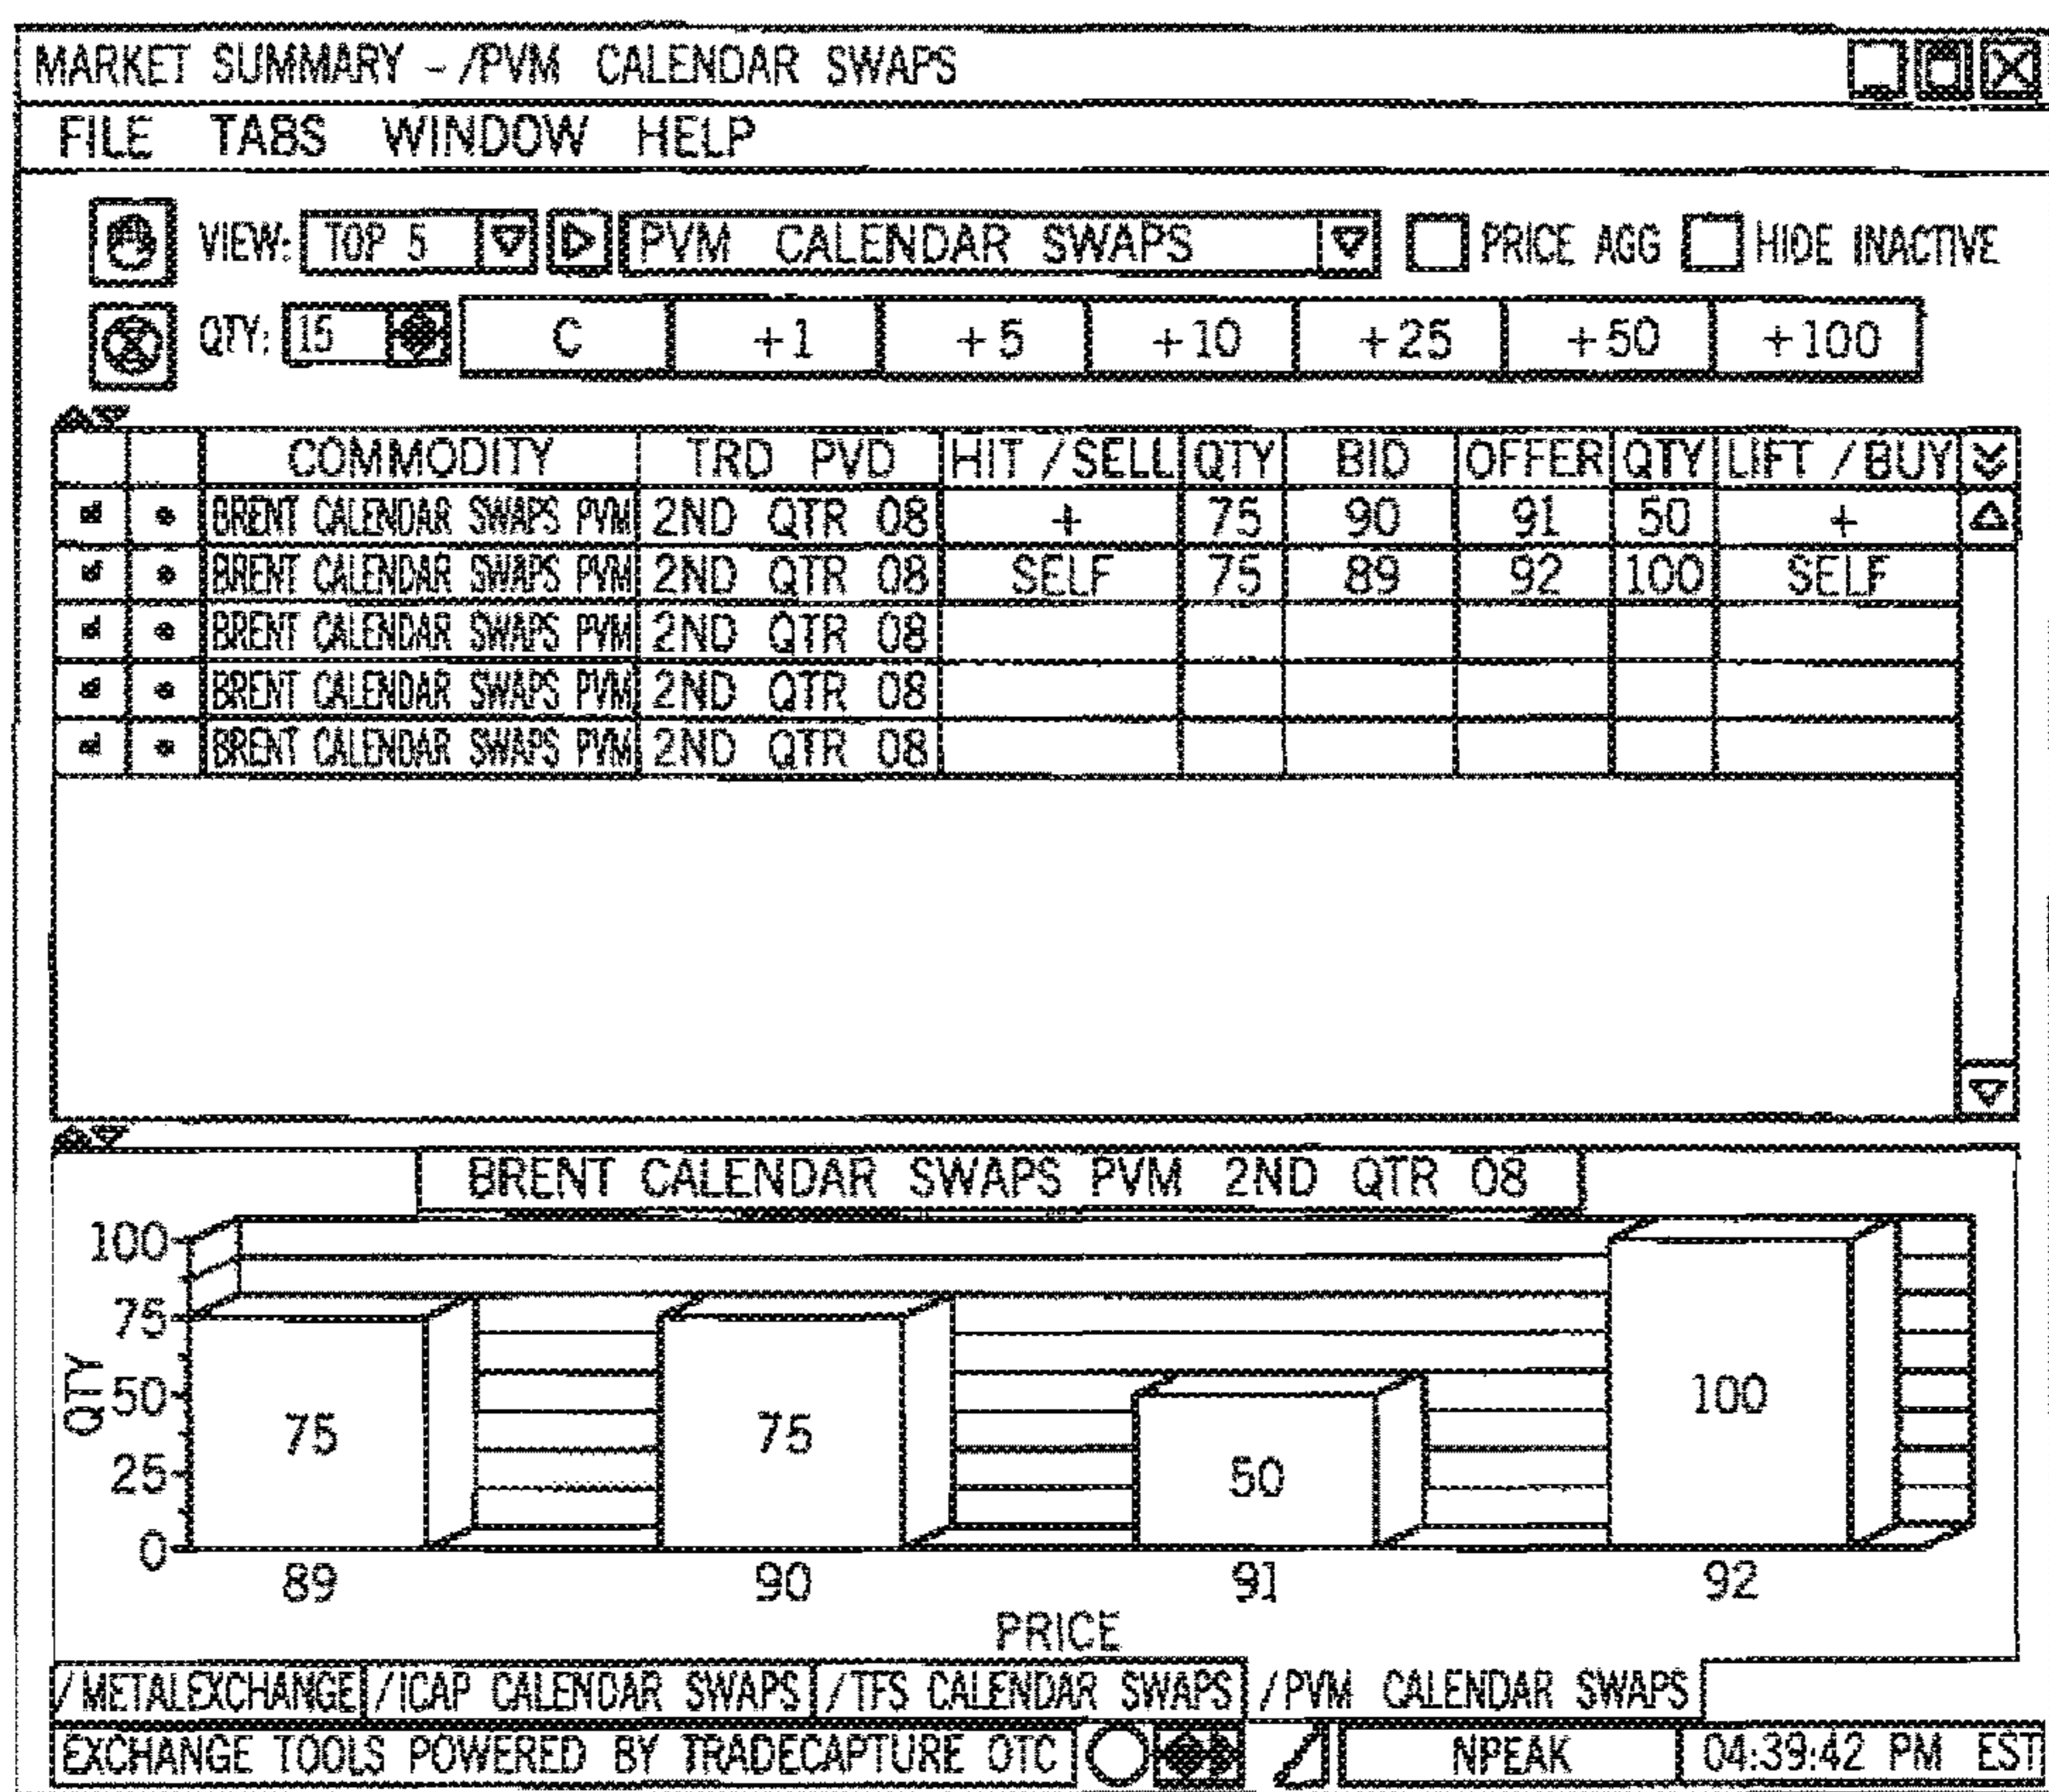 MARKET SUMMARY - /PVM CALENDAR SWAPS
FILE TABS WINDOW HELP
VIEW: TOP 5 PVM CALENDAR SWAPS PRICE AGG HIDE INACTIVE
QTY: 15 C +1 +5 +10 +25 +50 +100
COMMODITY TRD PVD HIT /SELL QTY BID OFFER QTY LIFT /BUY
BRENT CALENDAR SWAPS PVM 2ND QTR 08 + 75 90 91 50 +
BRENT CALENDAR SWAPS PVM 2ND QTR 08 SELF 75 89 92 100 SELF
BRENT CALENDAR SWAPS PVM 2ND QTR 08
BRENT CALENDAR SWAPS PVM 2ND QTR 08
BRENT CALENDAR SWAPS PVM 2ND QTR 08
BRENT CALENDAR SWAPS PVM 2ND QTR 08
100
75
50
25
0
QTY
75 75 50 100
89 90 91 92
PRICE
/METALEXCHANGE /ICAP CALENDAR SWAPS /TFS CALENDAR SWAPS /PVM CALENDAR SWAPS
EXCHANGE TOOLS POWERED BY TRADECAPTURE OTC NPEAK 04:39:42 PM EST